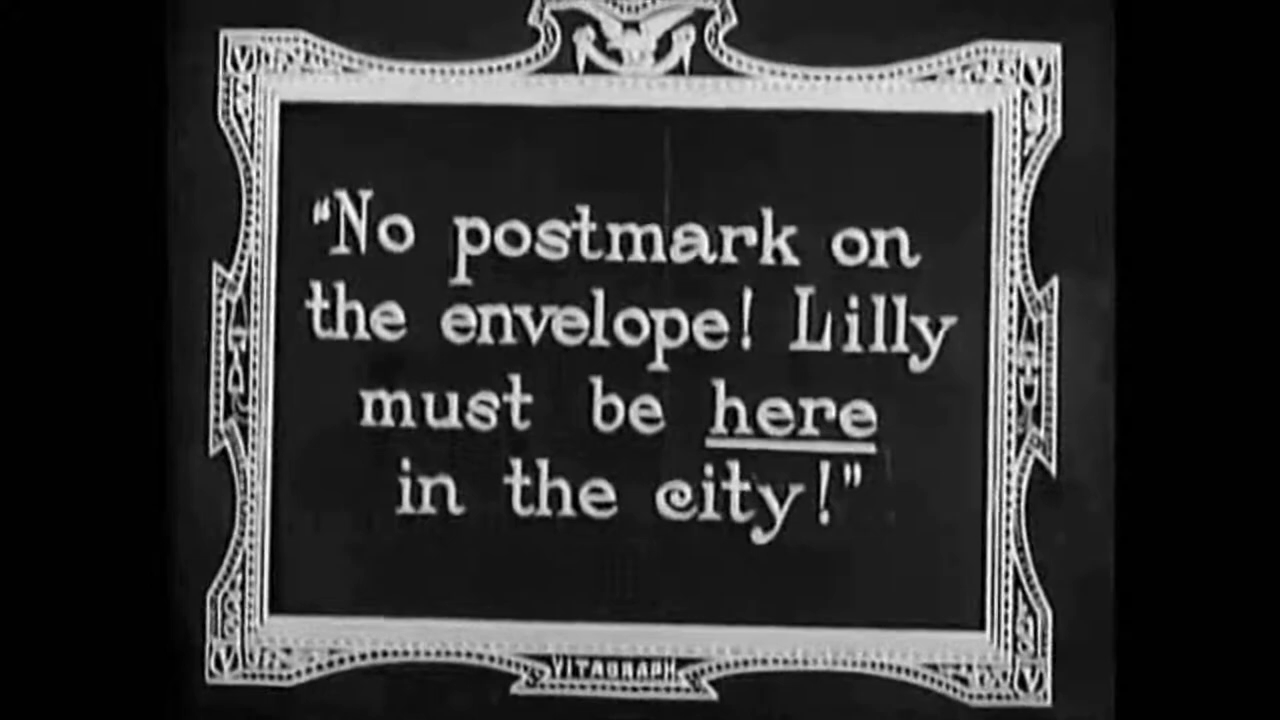 "No postmark on
the envelope! Lilly
must be here
in the city!"
VITAGRAPH